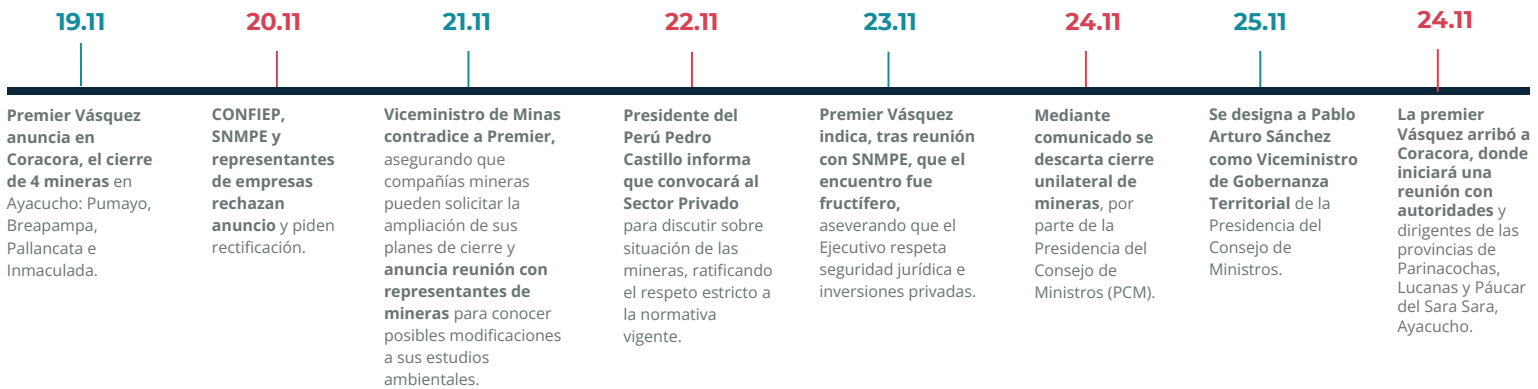 19.11
Premier Vásquez
anuncia en
Coracora, el cierre
de 4 mineras en
Ayacucho: Pumayo,
Breapampa,
Pallancata e
Inmaculada.
20.11
CONFIEP,
SNMPE y
representantes
de empresas
rechazan
anuncio y piden
rectificación.
21.11
Viceministro de Minas
contradice a Premier,
asegurando que
compañías mineras
pueden solicitar la
ampliación de sus
planes de cierre y
anuncia reunión con
representantes de
mineras para conocer
posibles modificaciones
a sus estudios
ambientales.
22.11
Presidente del
Perú Pedro
Castillo informa
que convocará al
Sector Privado
para discutir sobre
situación de las
mineras, ratificando
el respeto estricto a
la normativa
vigente.
23.11
Premier Vásquez
indica, tras reunión
con SNMPE, que el
encuentro fue
fructífero,
aseverando que el
Ejecutivo respeta
seguridad jurídica e
inversiones privadas.
24.11
Mediante
comunicado se
descarta cierre
unilateral de
mineras, por
parte de la
Presidencia del
Consejo de
Ministros (PCM).
25.11
Se designa a Pablo
Arturo Sánchez
como Viceministro
de Gobernanza
Territorial de la
Presidencia del
Consejo de
Ministros.
24.11
La premier
Vásquez arribó a
Coracora, donde
iniciará una
reunión con
autoridades y
dirigentes de las
provincias de
Parinacochas,
Lucanas y Páucar
del Sara Sara,
Ayacucho.